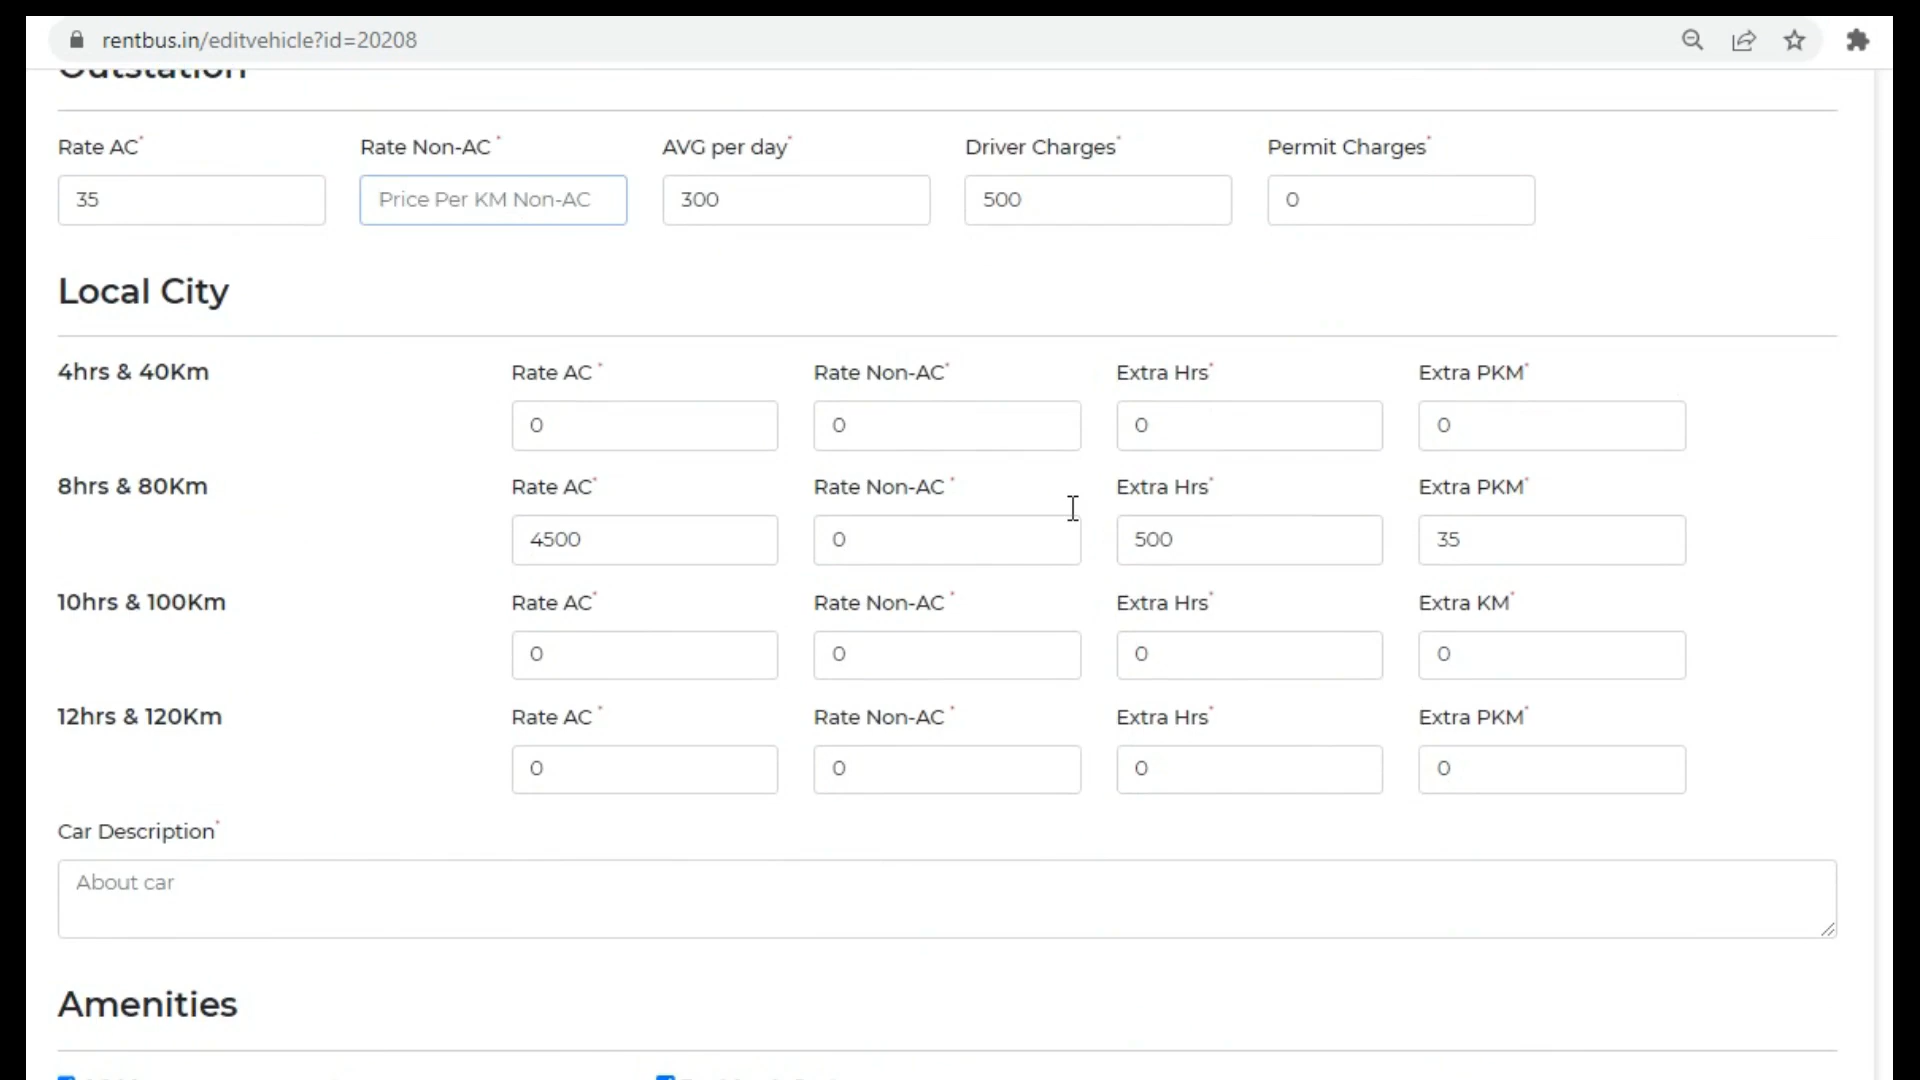 rentbus.in/editvehicle?id=20208
Outstation
Rate AC* Rate Non-AC * AVG per day* Driver Charges* Permit Charges*
35 Price Per KM Non-AC 300 500 0
Local City
4hrs & 40Km Rate AC * Rate Non-AC* Extra Hrs* Extra PKM*
0 0 0 0
8hrs & 80Km Rate AC* Rate Non-AC * Extra Hrs* Extra PKM*
4500 0 500 35
10hrs & 100Km Rate AC* Rate Non-AC * Extra Hrs* Extra KM*
0 0 0 0
12hrs & 120Km Rate AC * Rate Non-AC * Extra Hrs* Extra PKM*
0 0 0 0
Car Description*
About car
Amenities